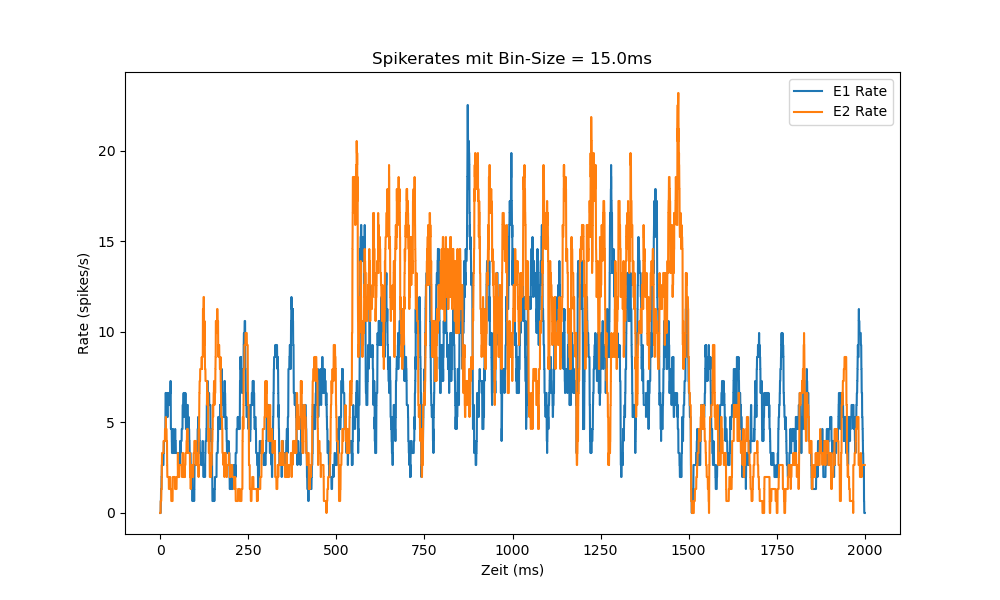 Spikerates mit Bin-Size = 15.0ms
E1 Rate
E2 Rate
20
15
10
5
0
Rate (spikes/s)
0 250 500 750 1000 1250 1500 1750 2000
Zeit (ms)